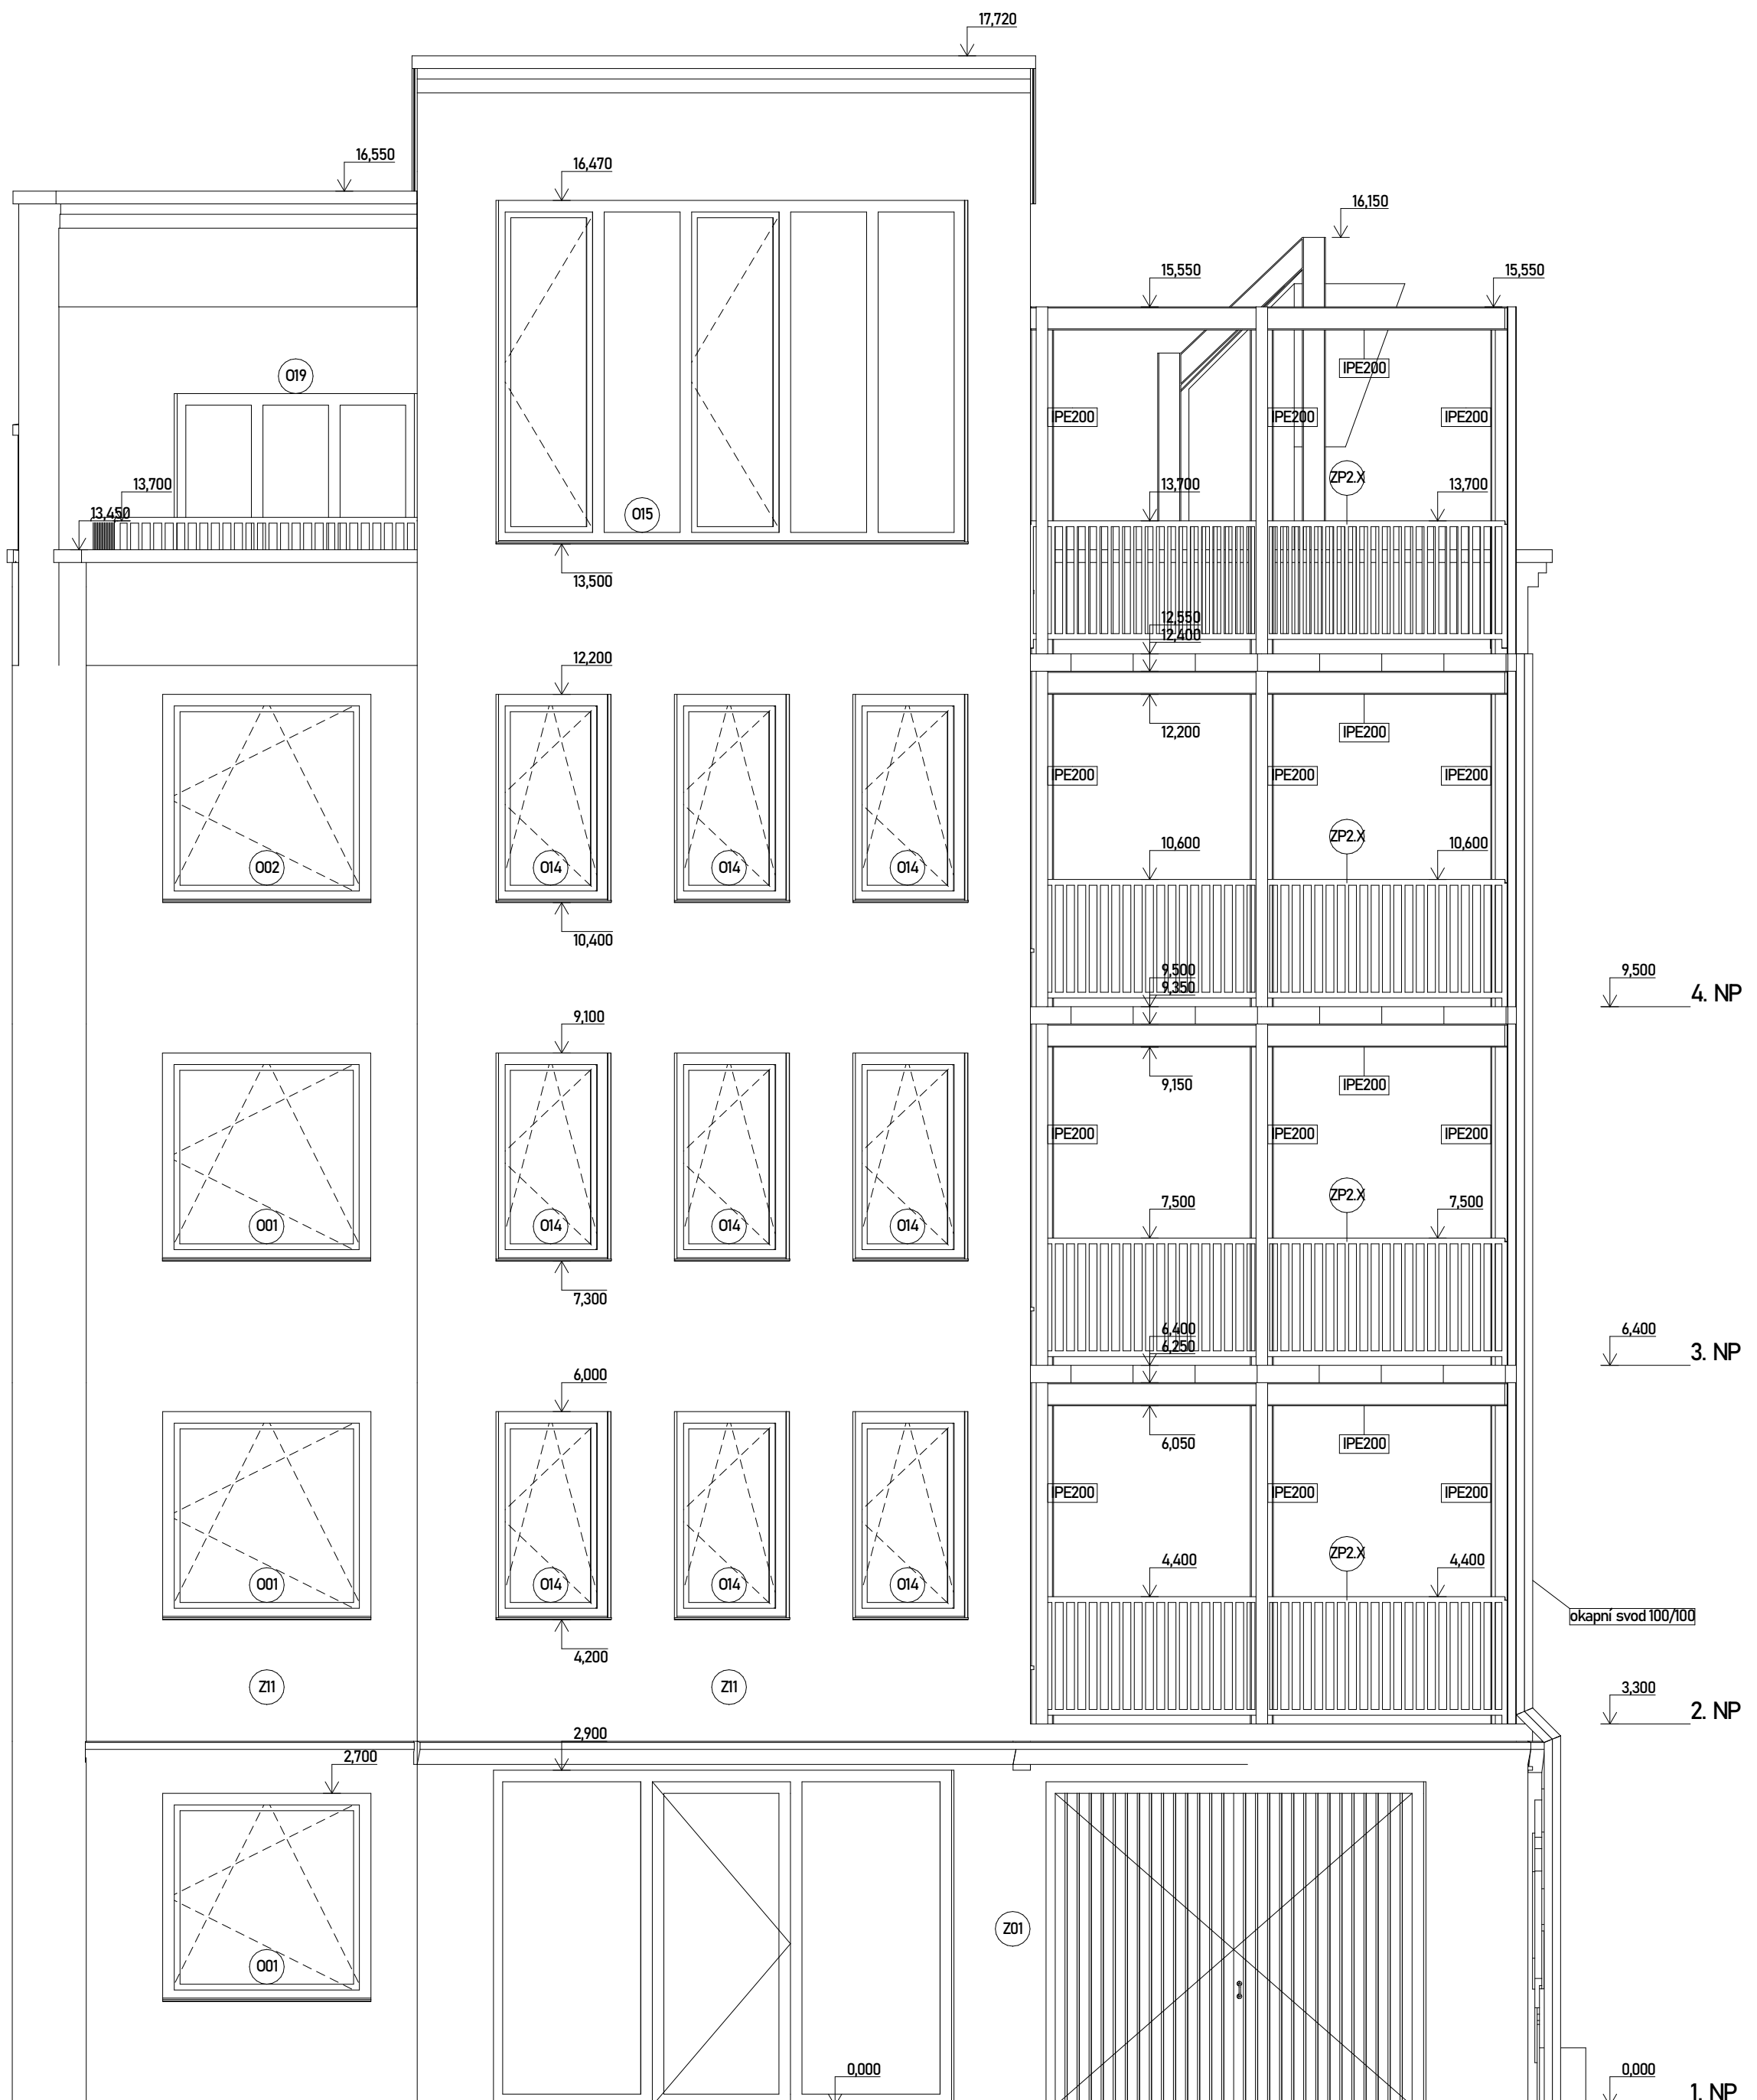 17,720
16,550
16,470
16,150
15,550
15,550
IPE200
O19
IPE200
IPE200
IPE200
ZP2.X
13,700
13,700
13,700
13,450
O15
13,500
12,550
12,400
12,200
12,200
IPE200
IPE200
IPE200
IPE200
ZP2.X
10,600
10,600
O02
O14
O14
O14
10,400
9,500
9,500
9,350
4. NP
9,100
9,150
IPE200
IPE200
IPE200
IPE200
ZP2.X
7,500
7,500
O01
O14
O14
O14
7,300
6,400
6,400
6,250
3. NP
6,000
6,050
IPE200
IPE200
IPE200
IPE200
ZP2.X
4,400
4,400
O01
O14
O14
O14
okapní svod 100/100
4,200
Z11
Z11
3,300
2. NP
2,900
2,700
Z01
O01
0,000
0,000
1. NP